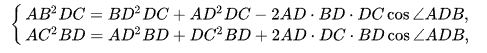 AB²DC = BD²DC + AD²DC − 2AD · BD · DC cos ∠ADB,
AC²BD = AD²BD + DC²BD + 2AD · DC · BD cos ∠ADB,